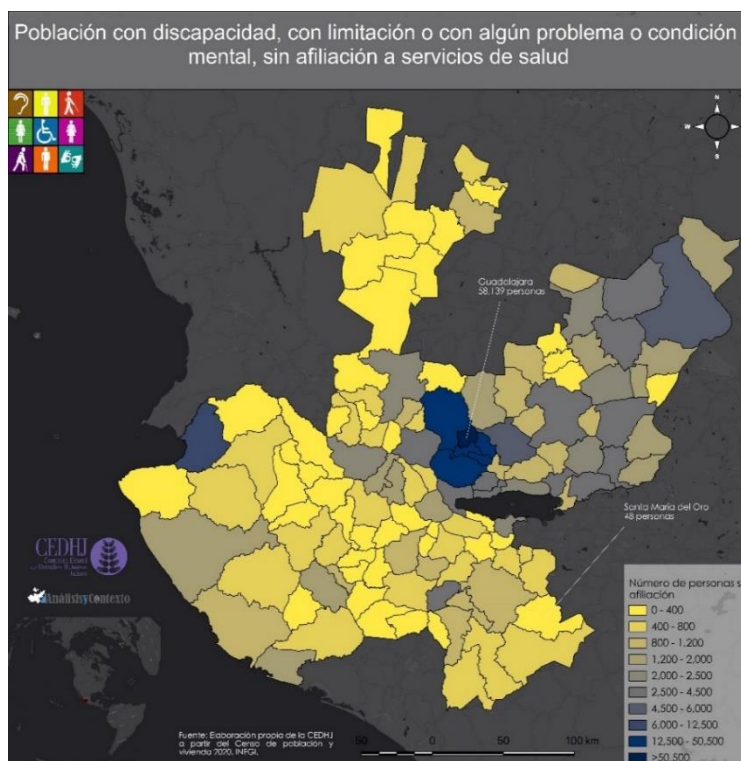 Población con discapacidad, con limitación o con algún problema o condición
mental, sin afiliación a servicios de salud
N
W
S
Guadalajara
58,139 personas
Santa María del Oro
48 personas
CEDHJ
AnálisisyContexto
Número de personas s
afiliación
0 - 400
400 - 800
800 - 1,200
1,200 - 2,000
2,000 - 2,500
2,500 - 4,500
4,500 - 6,000
6,000 - 12,500
12,500 - 50,500
>50,500
Fuente: Elaboración propia de la CEDHJ
a partir del Censo de población y
vivienda 2020, INEGI.
50 0 50 100 km